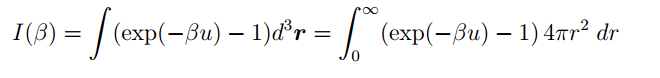 I(β) = ∫ (exp(−βu) − 1)d³r = ∫₀^∞ (exp(−βu) − 1) 4πr² dr